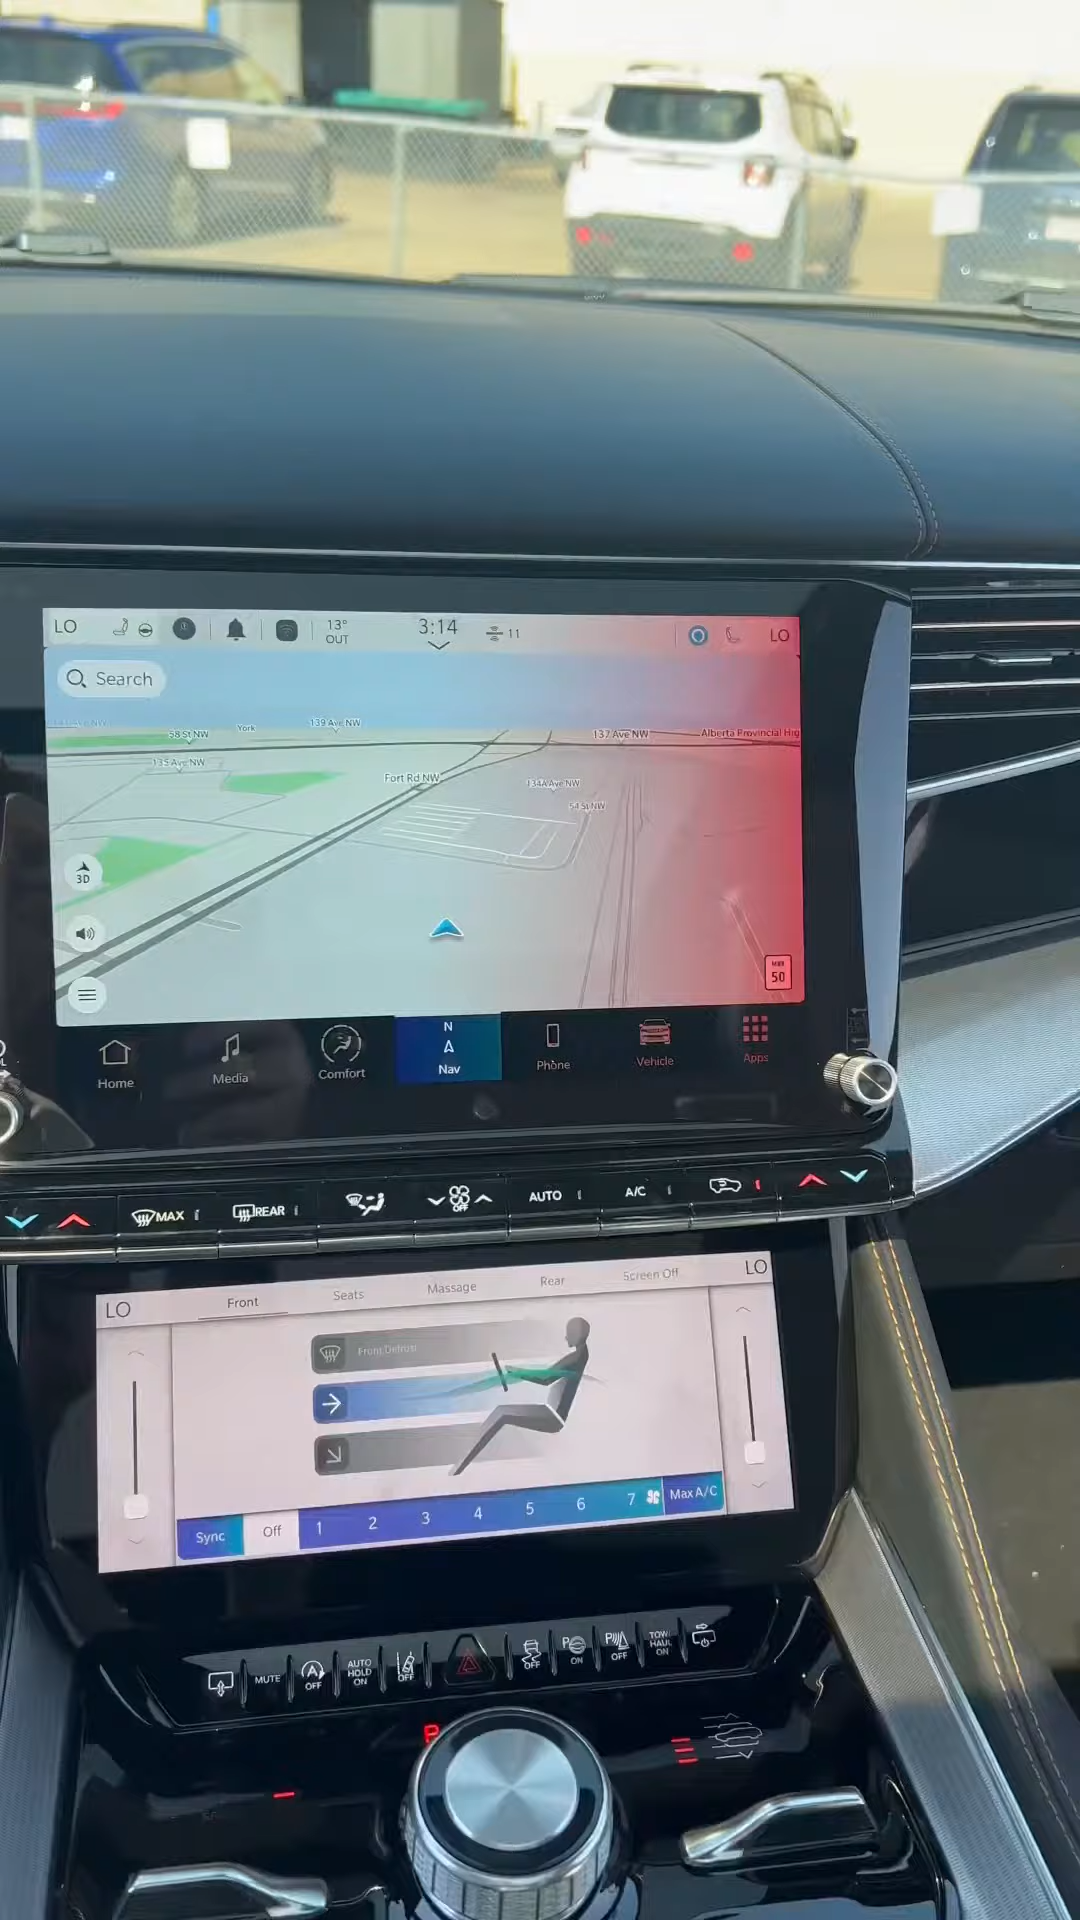 LO
13°
OUT
3:14
11
LO
Search
58 St NW
York
139 Ave NW
137 Ave NW
Alberta Provincial Hig
135 Ave NW
Fort Rd NW
134A Ave NW
54 St NW
3D
50
Home
Media
Comfort
N
Nav
Phone
Vehicle
Apps
MAX
REAR
OFF
AUTO
A/C
LO
Front
Seats
Massage
Rear
Screen Off
LO
Front Defrost
Sync
Off
1
2
3
4
5
6
7
Max A/C
MUTE
A
OFF
AUTO
HOLD
ON
OFF
OFF
P
ON
P
OFF
TOW/
HAUL
ON
P